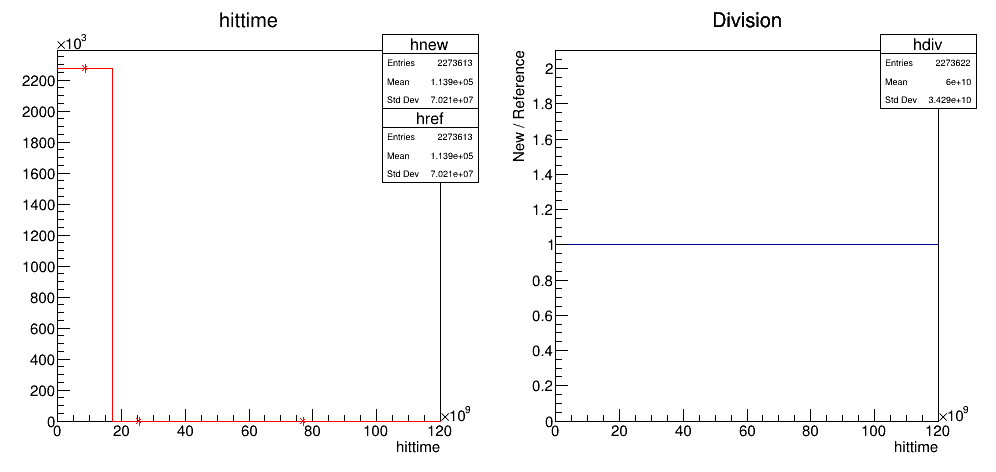 hittime
×10³
hnew
Entries 2273613
Mean 1.139e+05
Std Dev 7.021e+07
href
Entries 2273613
Mean 1.139e+05
Std Dev 7.021e+07
2200
2000
1800
1600
1400
1200
1000
800
600
400
200
0
0 20 40 60 80 100 120
×10⁹
hittime
Division
hdiv
Entries 2273622
Mean 6e+10
Std Dev 3.429e+10
New / Reference
2
1.8
1.6
1.4
1.2
1
0.8
0.6
0.4
0.2
0
0 20 40 60 80 100 120
×10⁹
hittime